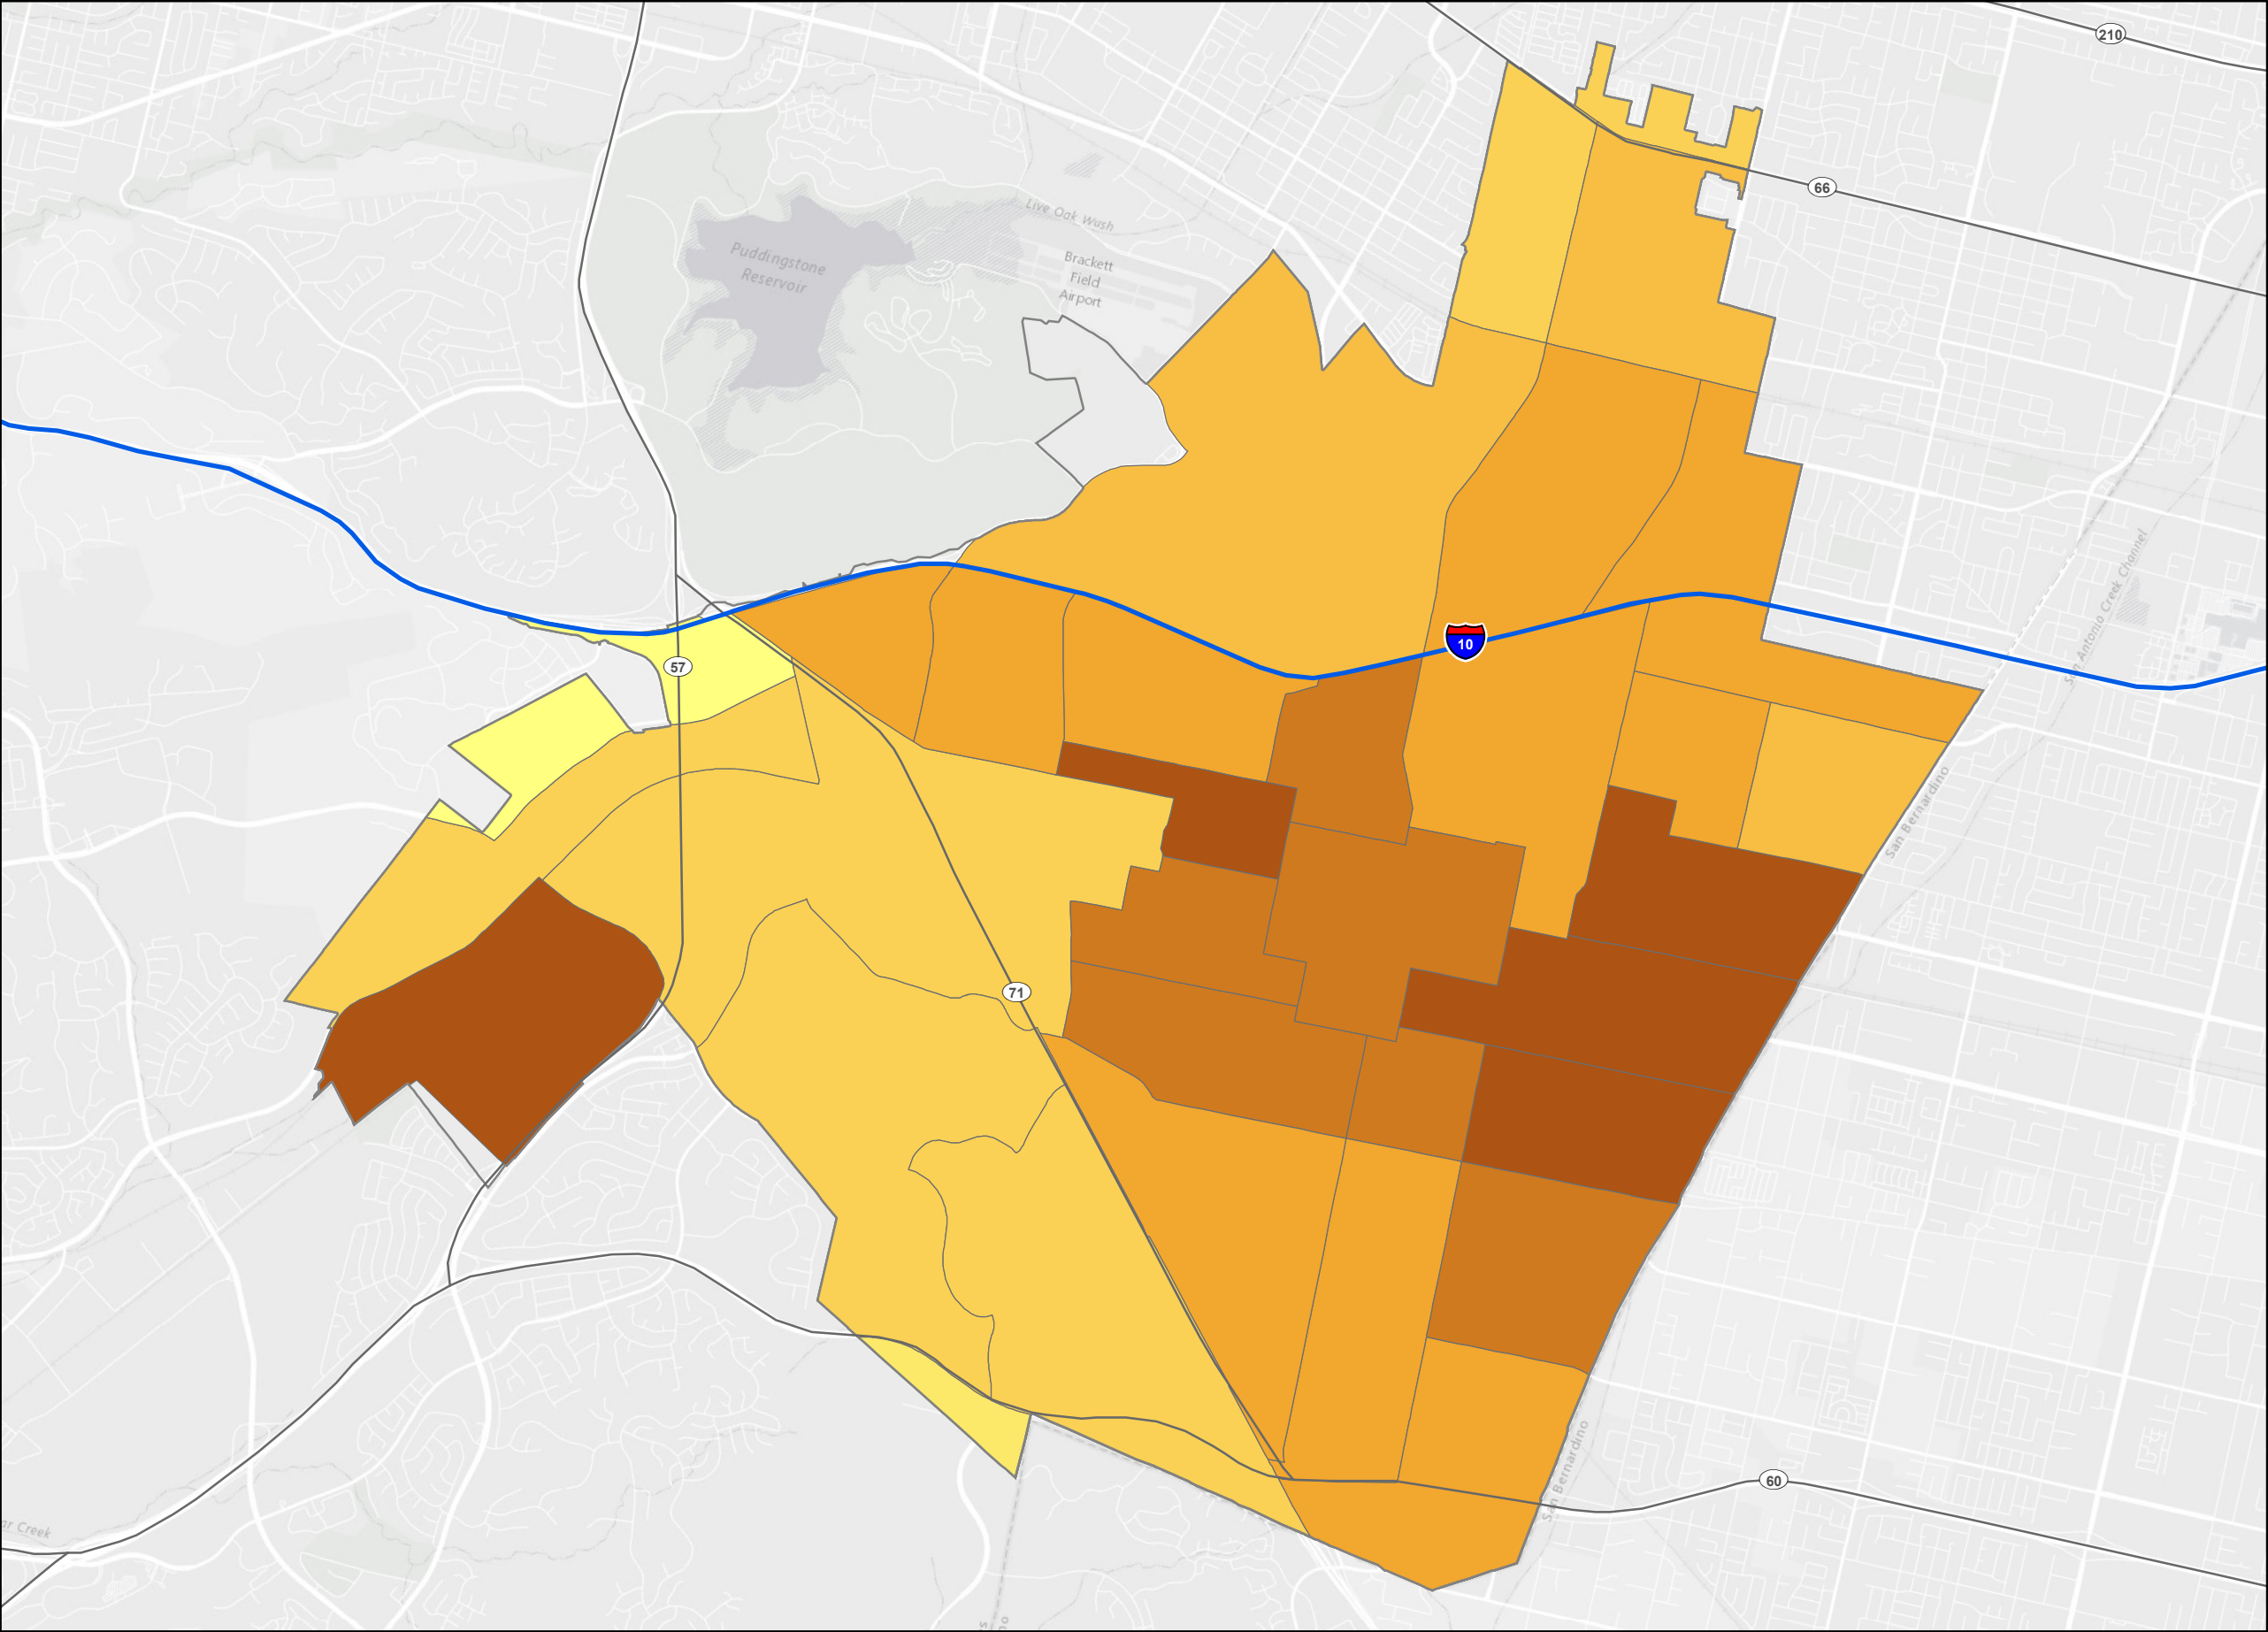 210
66
Live Oak Wash
Puddingstone
Reservoir
Brackett
Field
Airport
San Antonio Creek Channel
10
57
San Bernardino
71
San Bernardino
60
ar Creek